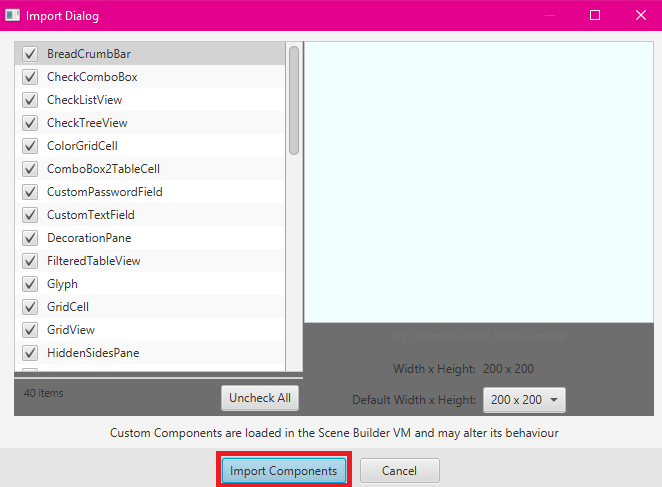 Import Dialog
BreadCrumbBar
CheckComboBox
CheckListView
CheckTreeView
ColorGridCell
ComboBox2TableCell
CustomPasswordField
CustomTextField
DecorationPane
FilteredTableView
Glyph
GridCell
GridView
HiddenSidesPane
40 items
Uncheck All
Width x Height: 200 x 200
Default Width x Height: 200 x 200
Custom Components are loaded in the Scene Builder VM and may alter its behaviour
Import Components
Cancel